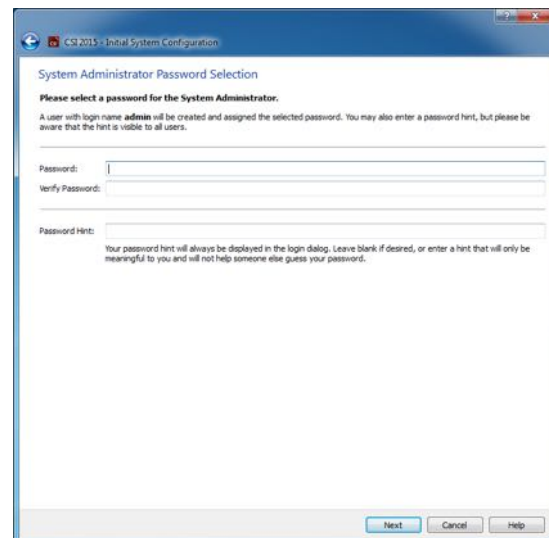 CSI 2015 - Initial System Configuration
System Administrator Password Selection
Please select a password for the System Administrator.
A user with login name admin will be created and assigned the selected password. You may also enter a password hint, but please be
aware that the hint is visible to all users.
Password:
Verify Password:
Password Hint:
Your password hint will always be displayed in the login dialog. Leave blank if desired, or enter a hint that will only be
meaningful to you and will not help someone else guess your password.
Next Cancel Help